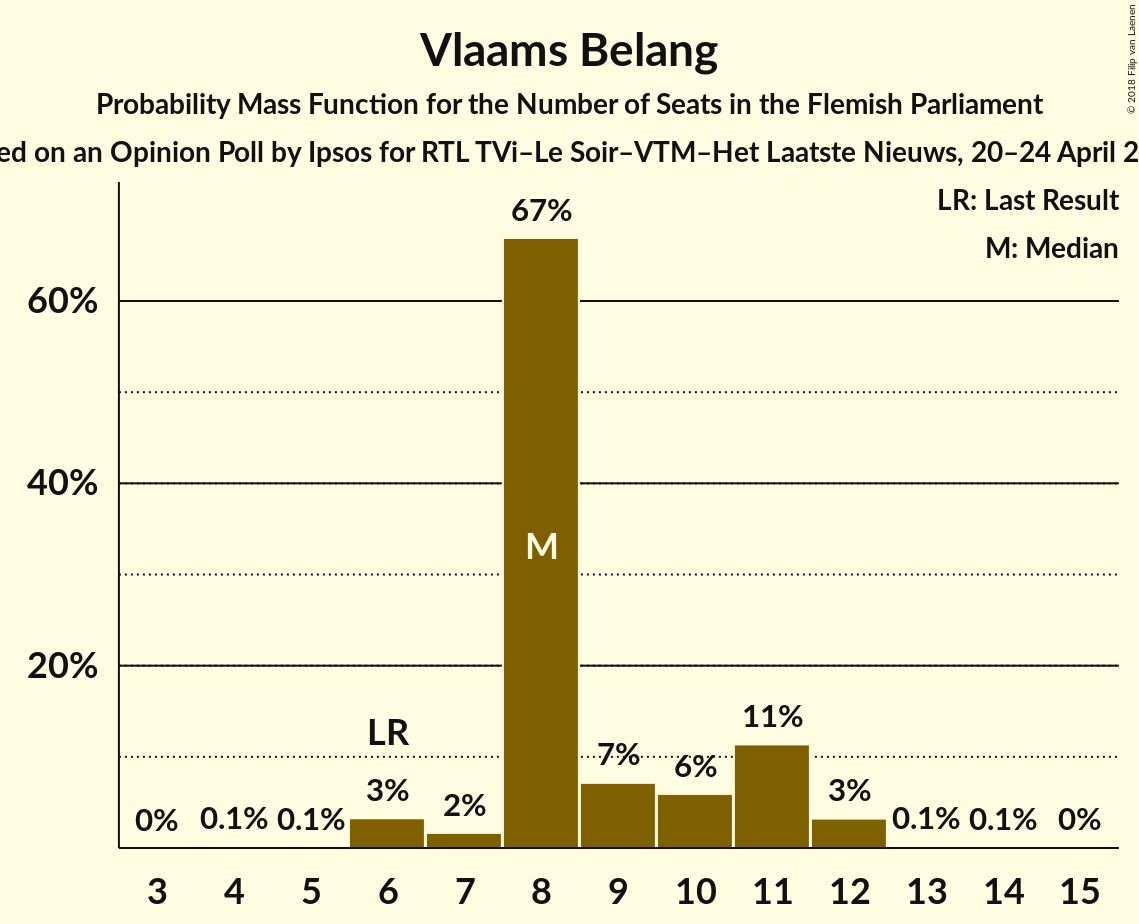 Vlaams Belang
Probability Mass Function for the Number of Seats in the Flemish Parliament
ed on an Opinion Poll by Ipsos for RTL TVi–Le Soir–VTM–Het Laatste Nieuws, 20–24 April 2
© 2018 Filip van Laenen
LR: Last Result
M: Median
67%
60%
40%
M
20%
LR
11%
7%
6%
3%
2%
3%
0%
0.1%
0.1%
0.1%
0.1%
0%
3 4 5 6 7 8 9 10 11 12 13 14 15